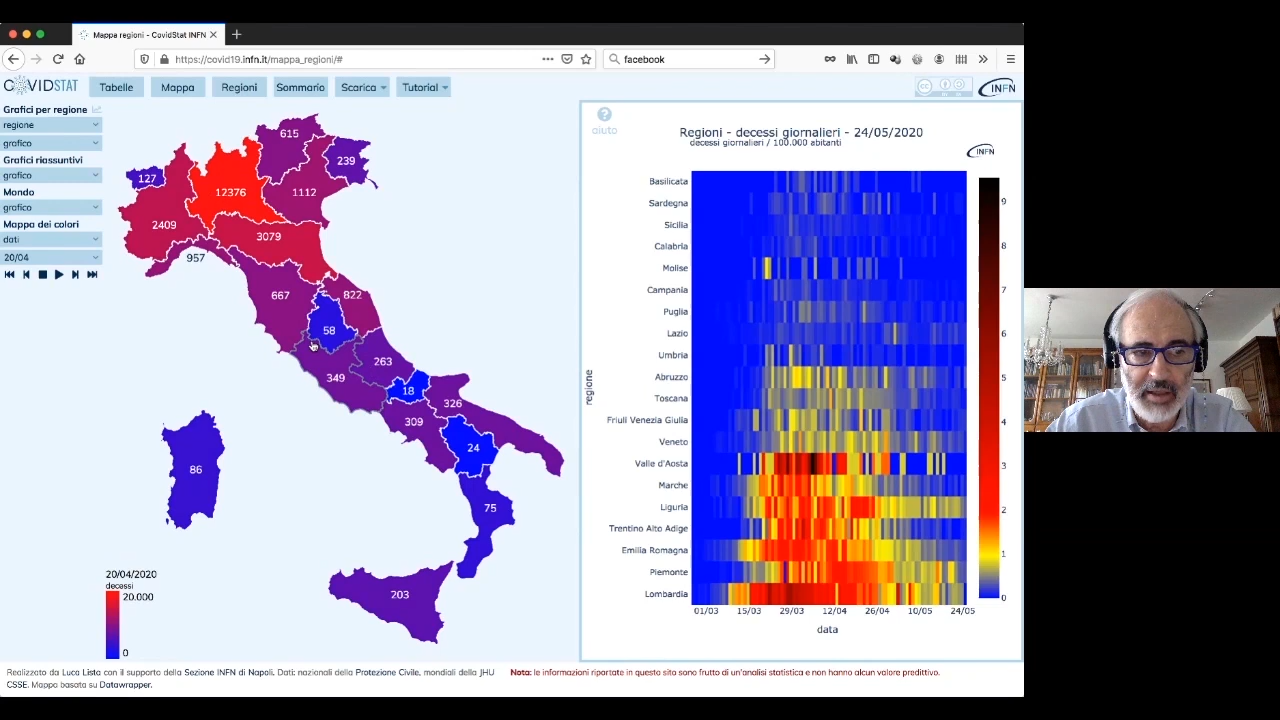 Mappa regioni - CovidStat INFN
https://covid19.infn.it/mappa_regioni/#
facebook
COVIDSTAT
Tabelle
Mappa
Regioni
Sommario
Scarica
Tutorial
INFN
Grafici per regione
regione
grafico
Grafici riassuntivi
grafico
Mondo
grafico
Mappa dei colori
dati
20/04
615
239
127
12376
1112
2409
3079
957
667
822
58
263
349
18
326
309
24
86
75
203
20/04/2020
decessi
20.000
0
aiuto
Regioni - decessi giornalieri - 24/05/2020
decessi giornalieri / 100.000 abitanti
INFN
regione
Basilicata
Sardegna
Sicilia
Calabria
Molise
Campania
Puglia
Lazio
Umbria
Abruzzo
Toscana
Friuli Venezia Giulia
Veneto
Valle d'Aosta
Marche
Liguria
Trentino Alto Adige
Emilia Romagna
Piemonte
Lombardia
01/03 15/03 29/03 12/04 26/04 10/05 24/05
data
9
8
7
6
5
4
3
2
1
0
Realizzato da Luca Lista con il supporto della Sezione INFN di Napoli. Dati: nazionali della Protezione Civile, mondiali della JHU
CSSE. Mappa basata su Datawrapper.
Nota: le informazioni riportate in questo sito sono frutto di un'analisi statistica e non hanno alcun valore predittivo.